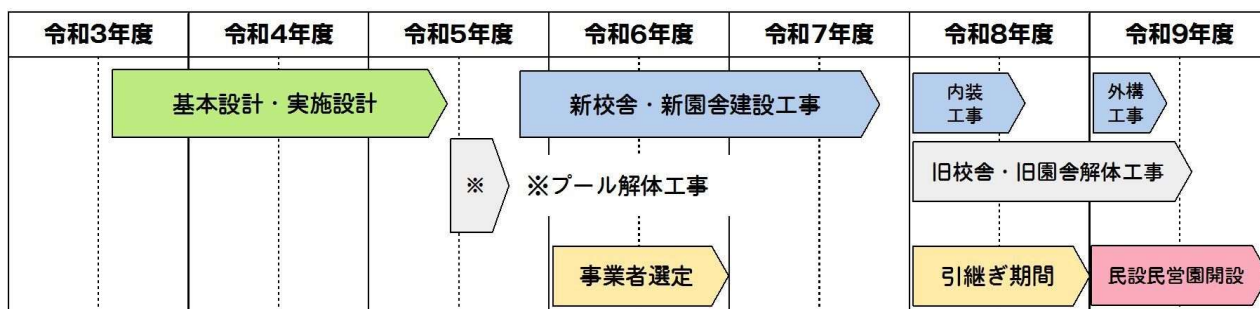 令和3年度
令和4年度
令和5年度
令和6年度
令和7年度
令和8年度
令和9年度
基本設計・実施設計
新校舎・新園舎建設工事
内装
工事
外構
工事
※
※プール解体工事
旧校舎・旧園舎解体工事
事業者選定
引継ぎ期間
民設民営園開設